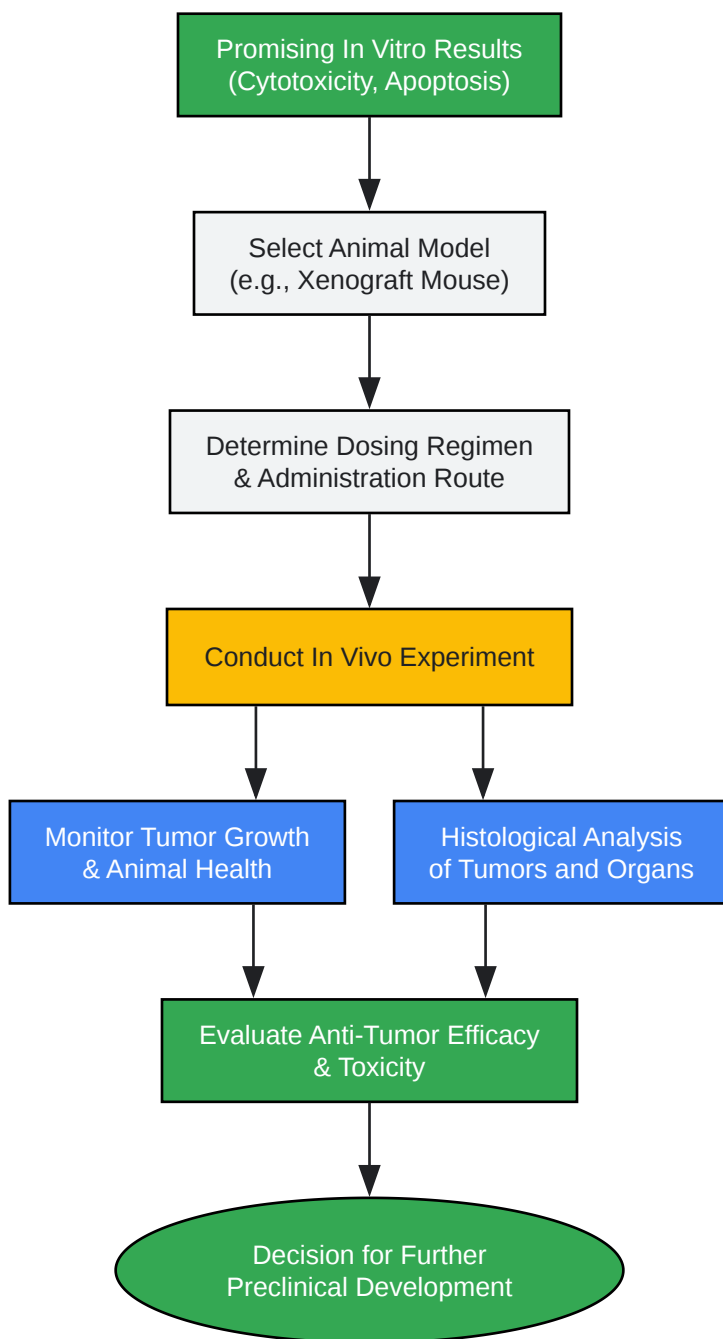 Promising In Vitro Results
(Cytotoxicity, Apoptosis)
Select Animal Model
(e.g., Xenograft Mouse)
Determine Dosing Regimen
& Administration Route
Conduct In Vivo Experiment
Monitor Tumor Growth
& Animal Health
Histological Analysis
of Tumors and Organs
Evaluate Anti-Tumor Efficacy
& Toxicity
Decision for Further
Preclinical Development